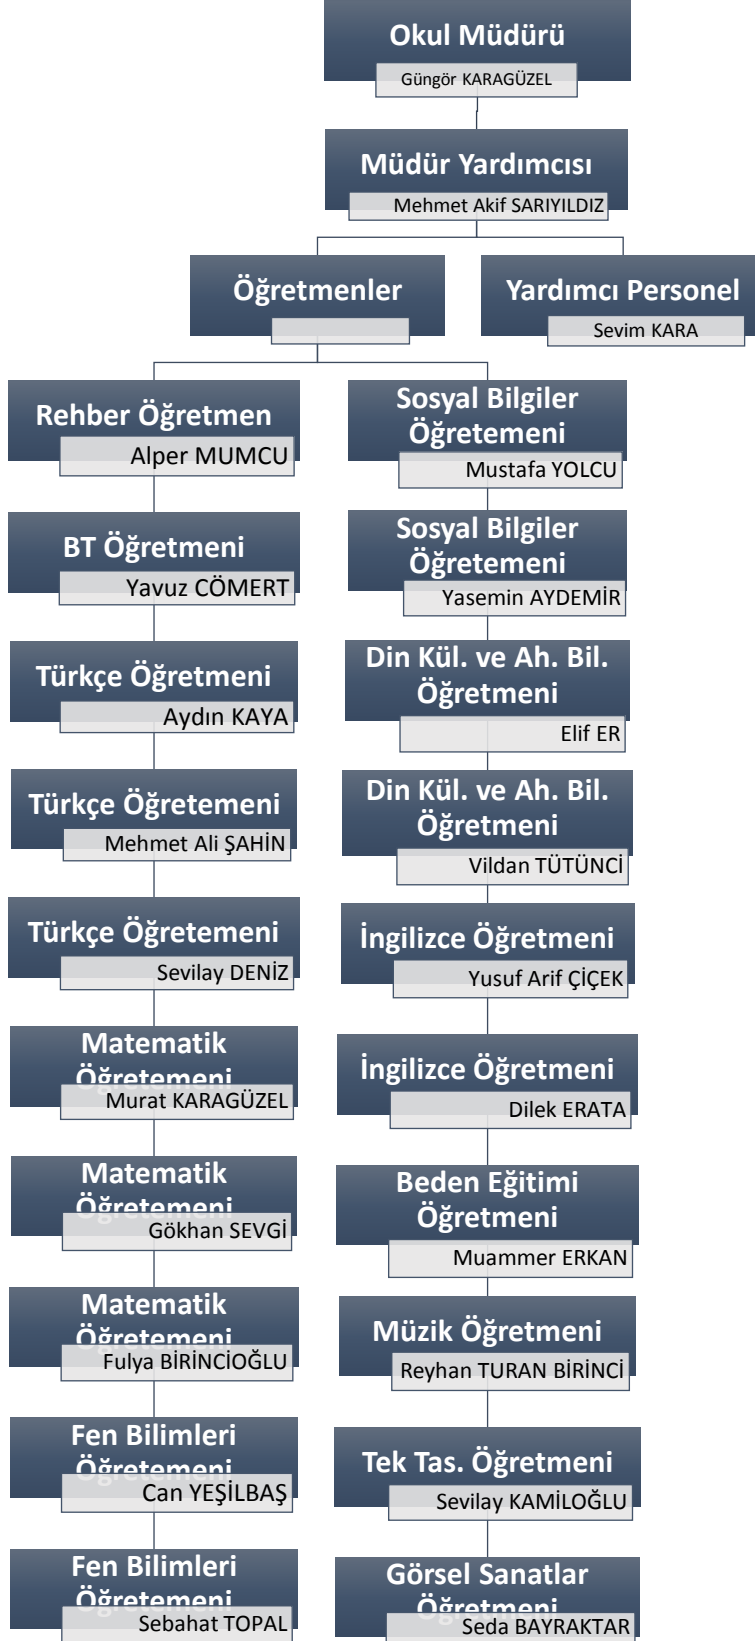 Okul Müdürü
Güngör KARAGÜZEL
Müdür Yardımcısı
Mehmet Akif SARIYILDIZ
Öğretmenler
Yardımcı Personel
Sevim KARA
Rehber Öğretmen
Alper MUMCU
BT Öğretmeni
Yavuz CÖMERT
Türkçe Öğretmeni
Aydın KAYA
Türkçe Öğretemeni
Mehmet Ali ŞAHİN
Türkçe Öğretemeni
Sevilay DENİZ
Matematik
Öğretemeni
Murat KARAGÜZEL
Matematik
Öğretemeni
Gökhan SEVGİ
Matematik
Öğretemeni
Fulya BİRİNCİOĞLU
Fen Bilimleri
Öğretemeni
Can YEŞİLBAŞ
Fen Bilimleri
Öğretemeni
Sebahat TOPAL
Sosyal Bilgiler
Öğretemeni
Mustafa YOLCU
Sosyal Bilgiler
Öğretemeni
Yasemin AYDEMİR
Din Kül. ve Ah. Bil.
Öğretmeni
Elif ER
Din Kül. ve Ah. Bil.
Öğretmeni
Vildan TÜTÜNCİ
İngilizce Öğretmeni
Yusuf Arif ÇİÇEK
İngilizce Öğretmeni
Dilek ERATA
Beden Eğitimi
Öğretmeni
Muammer ERKAN
Müzik Öğretmeni
Reyhan TURAN BİRİNCİ
Tek Tas. Öğretmeni
Sevilay KAMİLOĞLU
Görsel Sanatlar
Öğretmeni
Seda BAYRAKTAR